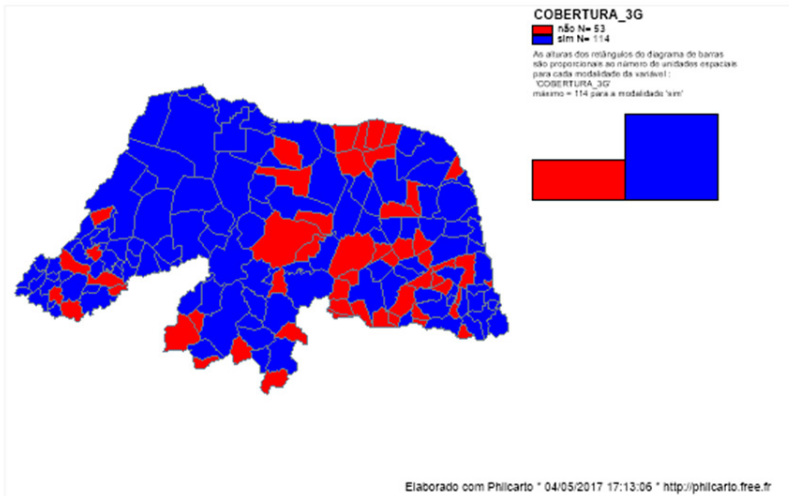 COBERTURA_3G
não N= 53
sim N= 114
As alturas dos retângulos do diagrama de barras
são proporcionais ao número de unidades espaciais
para cada modalidade da variável :
'COBERTURA_3G'
máximo = 114 para a modalidade 'sim'
Elaborado com Philcarto * 04/05/2017 17:13:06 * http://philcarto.free.fr